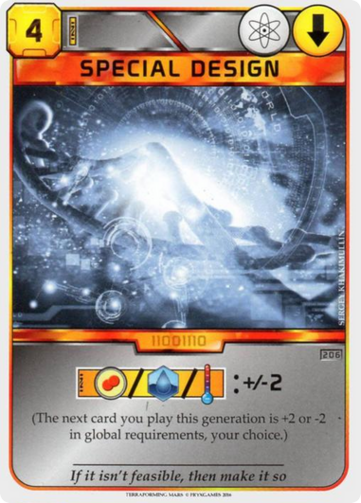 4
SPECIAL DESIGN
SERGEY KHAKIMULLIN
206
: +/- 2
(The next card you play this generation is +2 or -2
in global requirements, your choice.)
If it isn't feasible, then make it so
TERRAFORMING MARS ©FRYXGAMES 2016